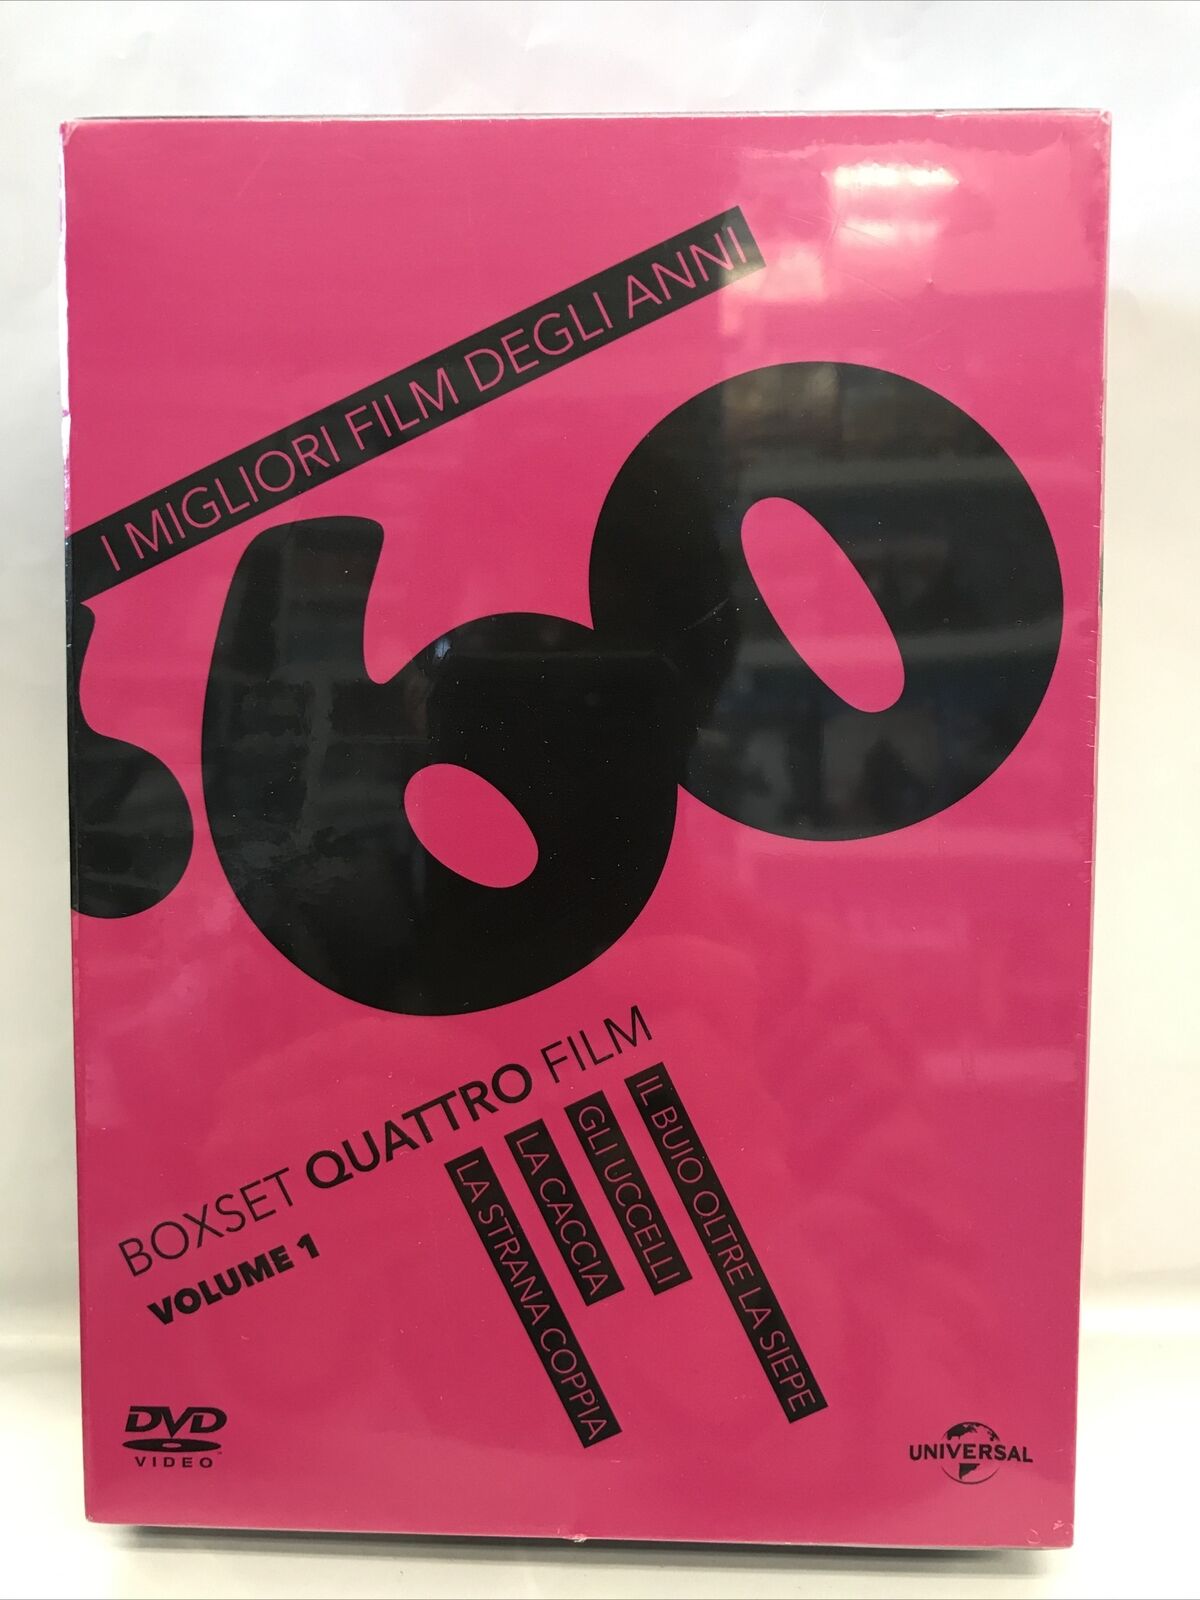 I MIGLIORI FILM DEGLI ANNI
'60
BOXSET QUATTRO FILM
VOLUME 1
LA STRANA COPPIA
LA CACCIA
GLI UCCELLI
IL BUIO OLTRE LA SIEPE
DVD
VIDEO
UNIVERSAL